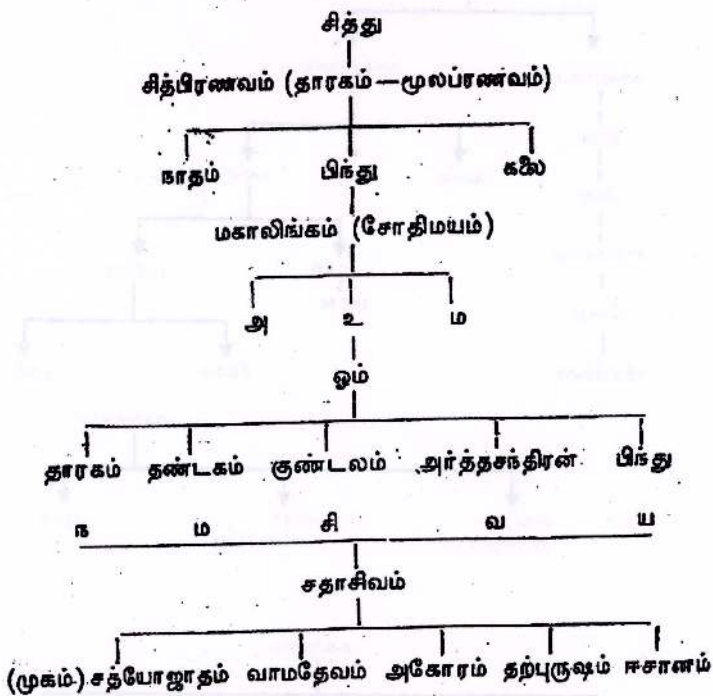 சித்து
சித்பிரணவம் (தாரகம்—மூலப்ரணவம்)
நாதம் பிந்து கலை
மகாலிங்கம் (சோதிமயம்)
அ உ ம
ஓம்
தாரகம் தண்டகம் குண்டலம் அர்த்தசந்திரன் பிந்து
ந ம சி வ ய
சதாசிவம்
(முகம்.) சத்யோஜாதம் வாமதேவம் அகோரம் தற்புருஷம் ஈசானம்